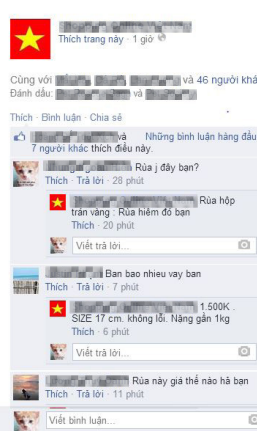 Thích trang này · 1 giờ
Cùng với và 46 người khá
Đánh dấu: và
Thích · Bình luận · Chia sẻ
và Những bình luận hàng đầu
7 người khác thích điều này.
Rùa j đây bạn?
Thích · Trả lời · 28 phút
Rùa hộp
trán vàng : Rùa hiếm đó bạn
Thích · 20 phút
Viết trả lời...
Ban bao nhieu vay ban
Thích · Trả lời · 7 phút
1.500K .
SIZE 17 cm. không lỗi. Nặng gần 1kg
Thích · 6 phút
Viết trả lời...
Rùa này giá thế nào hả bạn
Thích · Trả lời · 11 phút
Viết bình luận...